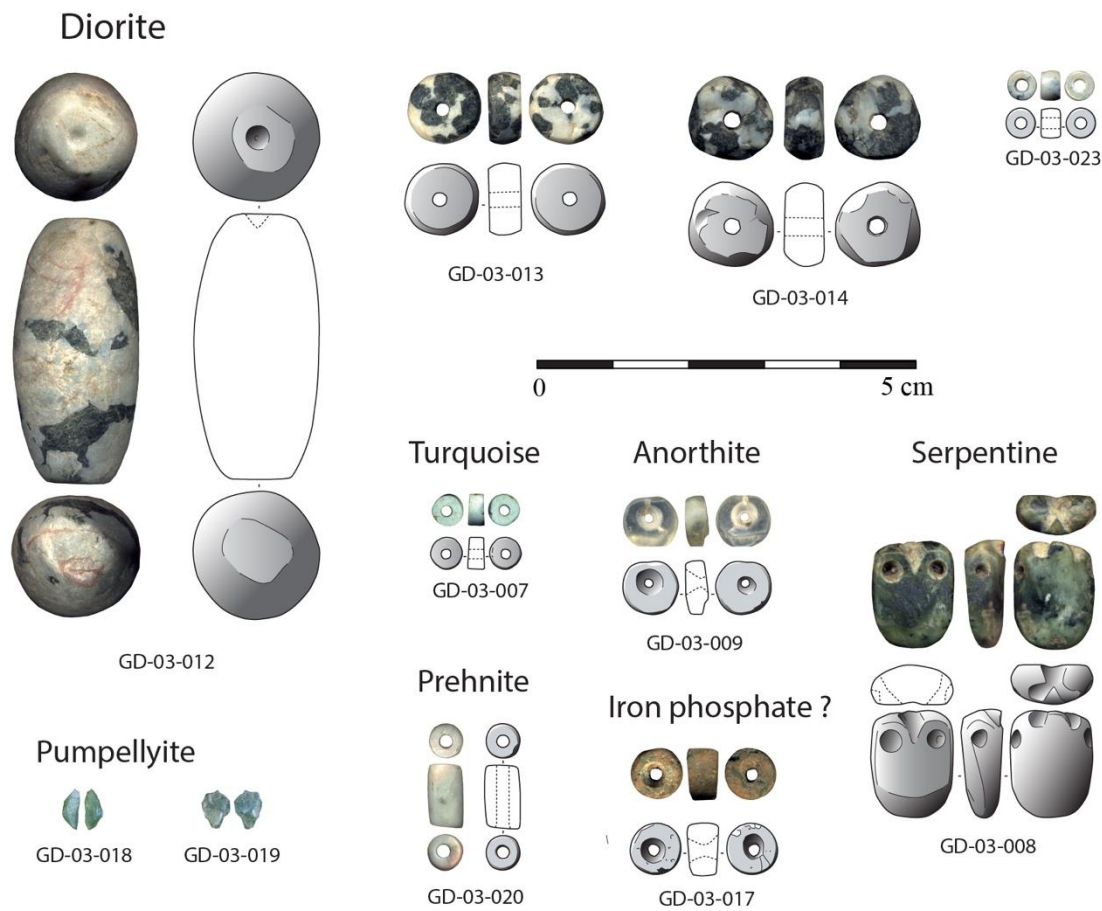 Diorite
GD-03-013
GD-03-014
GD-03-023
0 5 cm
GD-03-012
Turquoise
GD-03-007
Anorthite
GD-03-009
Serpentine
GD-03-008
Pumpellyite
GD-03-018
GD-03-019
Prehnite
GD-03-020
Iron phosphate ?
GD-03-017